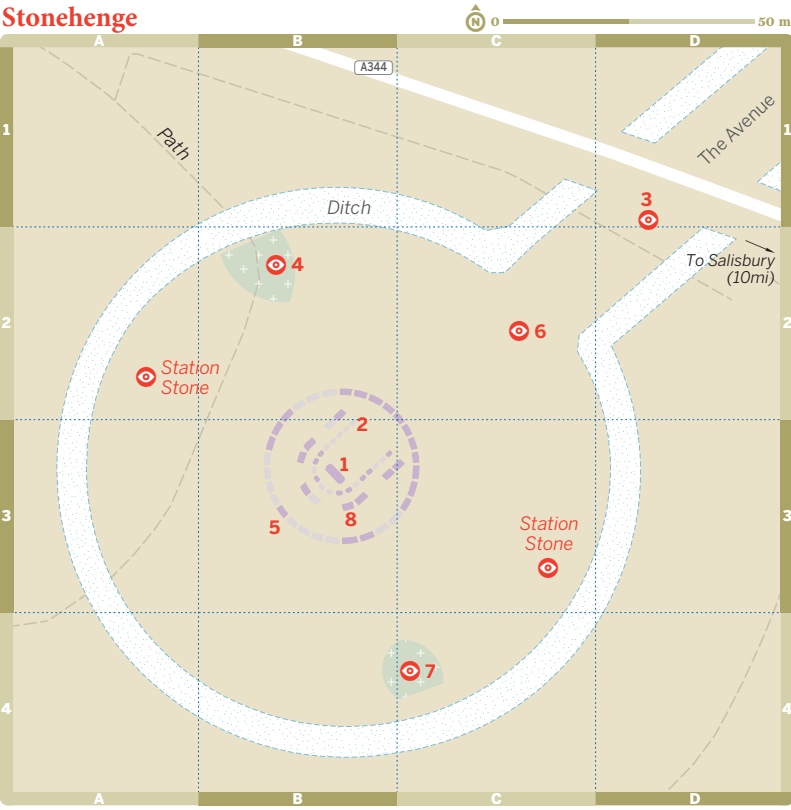 Stonehenge
N 0 50 m
A B C D
A344
1 1
The Avenue
Path
3
Ditch
To Salisbury
(10mi)
4
2 6 2
Station
Stone
2
1
3 8 3
5
Station
Stone
7
4 4
A B C D